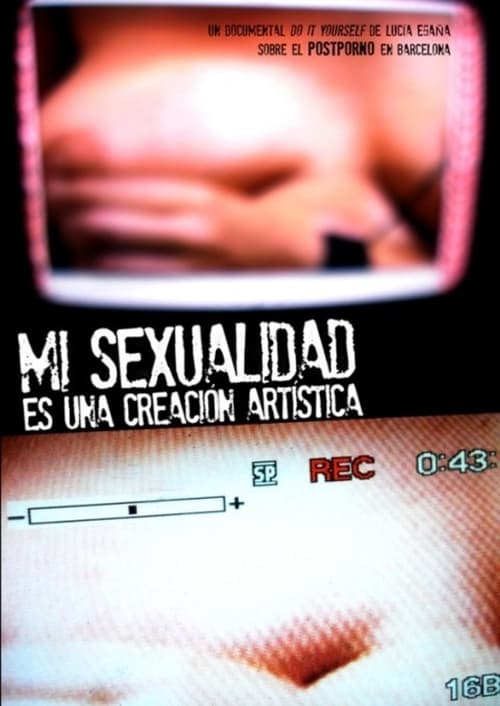 UN DOCUMENTAL DO IT YOURSELF DE LUCIA EGAÑA
SOBRE EL POSTPORNO EN BARCELONA
MI SEXUALIDAD
ES UNA CREACIÓN ARTÍSTICA
SP REC 0:43:
- +
16B